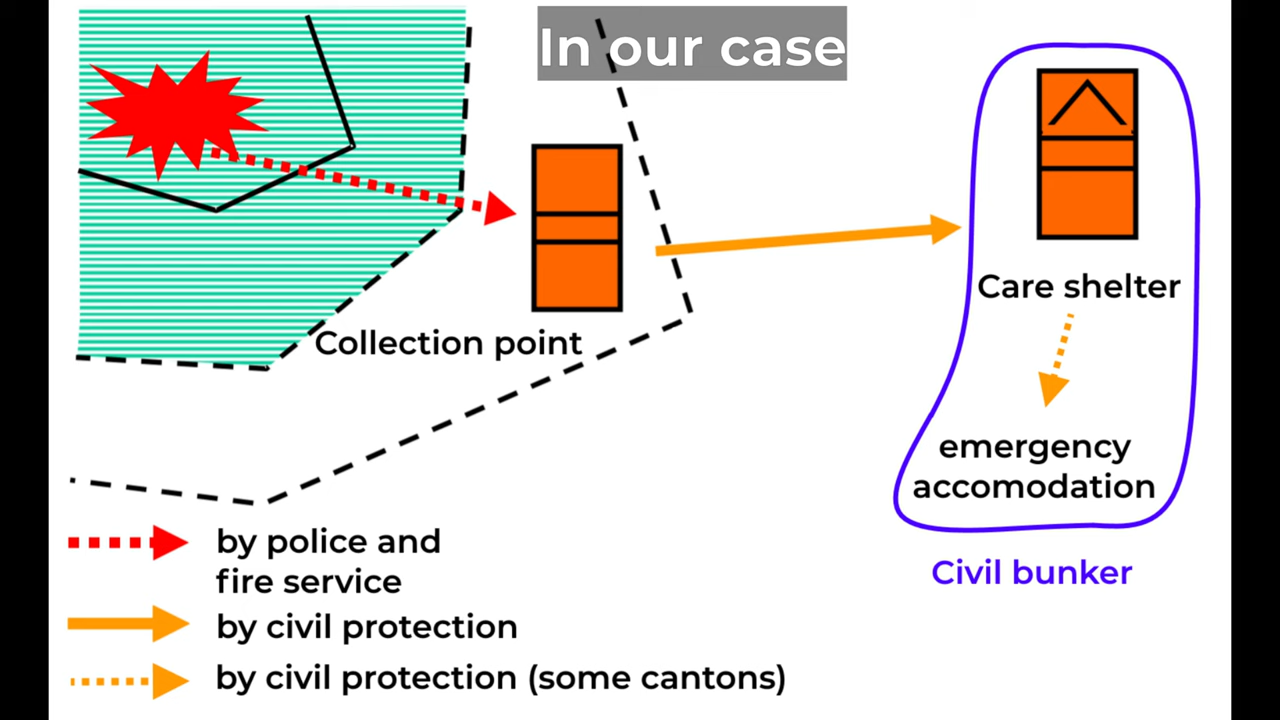 In our case
Care shelter
Collection point
emergency
accomodation
Civil bunker
by police and
fire service
by civil protection
by civil protection (some cantons)